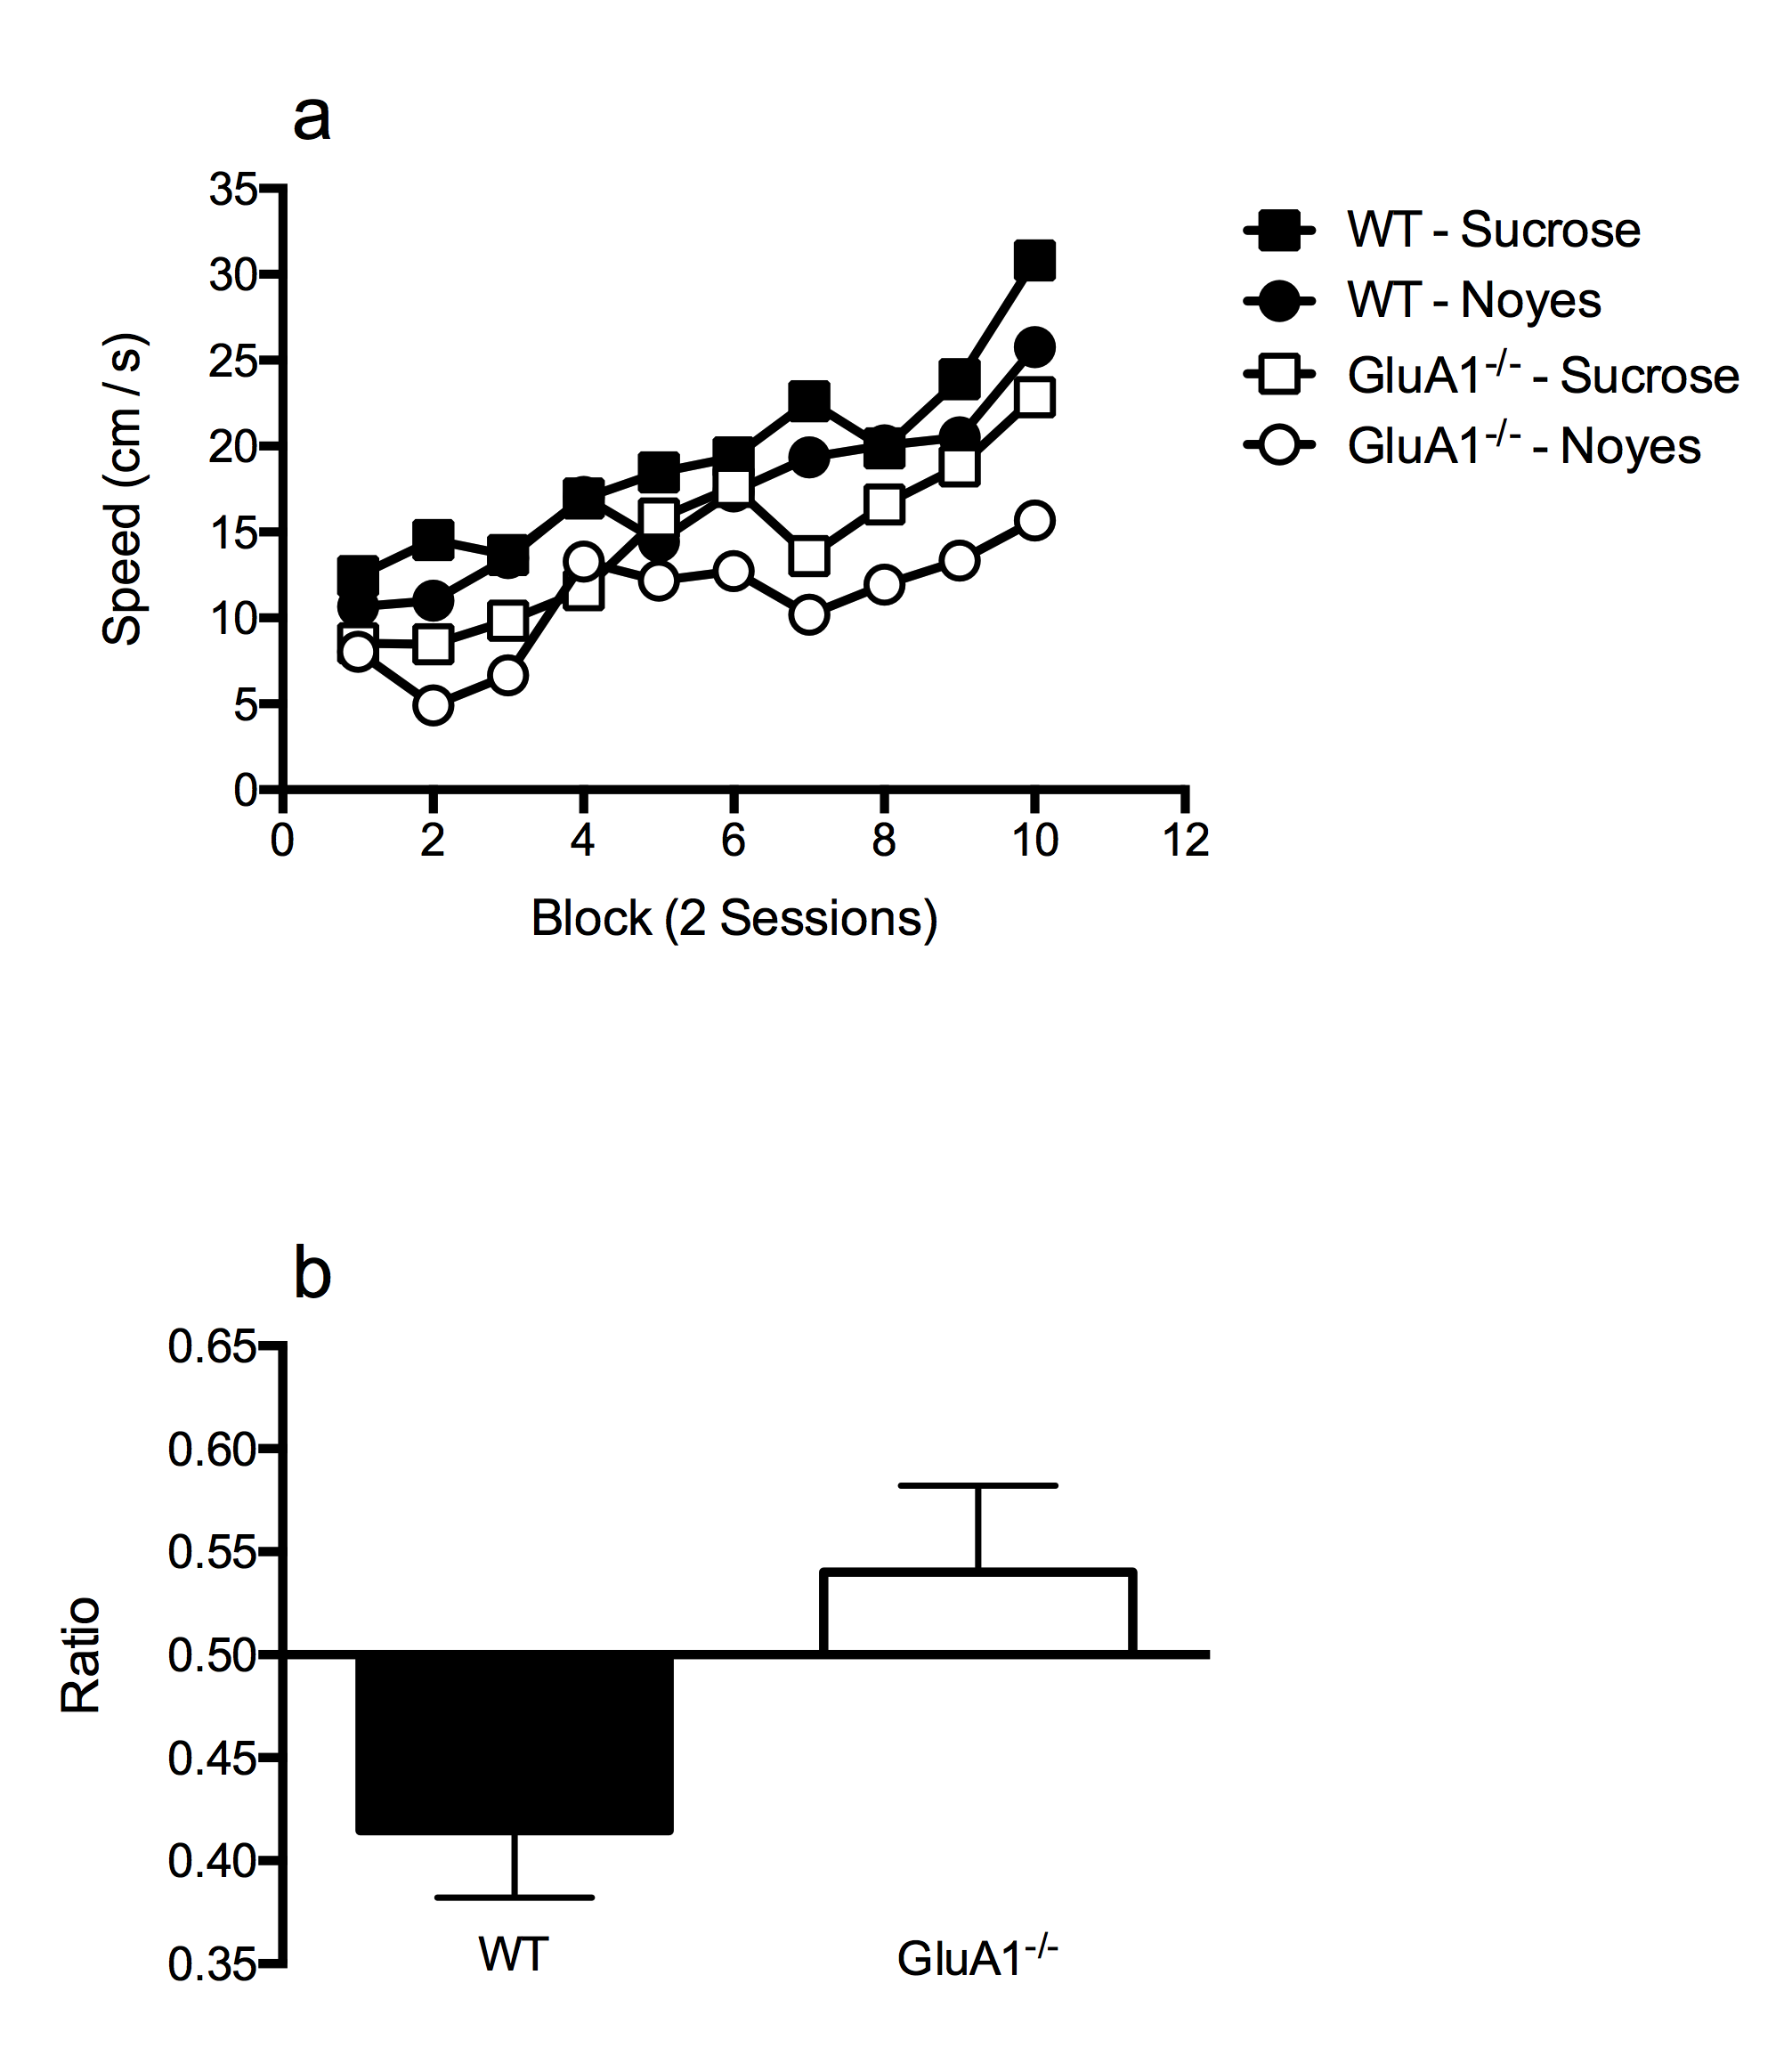 a
35
30
25
20
15
10
5
0
Speed (cm / s)
0 2 4 6 8 10 12
Block (2 Sessions)
WT - Sucrose
WT - Noyes
GluA1-/- - Sucrose
GluA1-/- - Noyes
b
0.65
0.60
0.55
0.50
0.45
0.40
0.35
Ratio
WT GluA1-/-